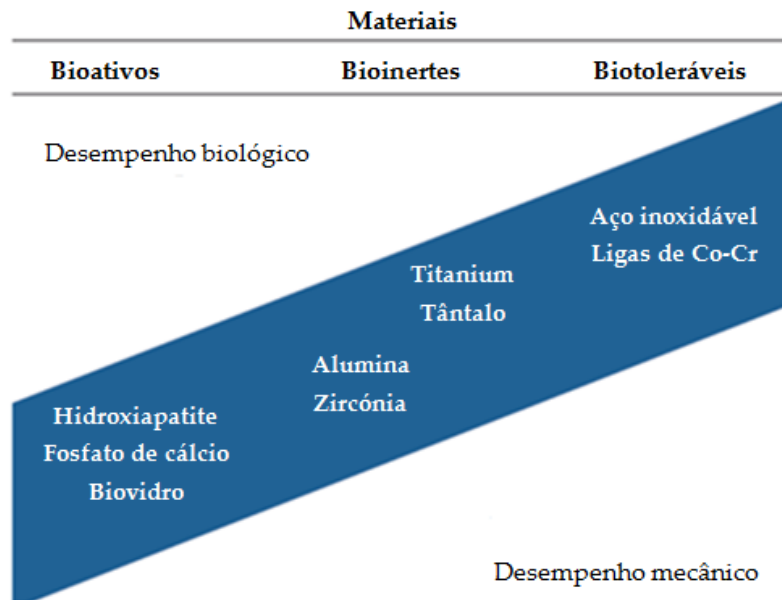 Materiais
Bioativos Bioinertes Biotoleráveis
Desempenho biológico
Aço inoxidável
Ligas de Co-Cr
Titanium
Tântalo
Alumina
Zircónia
Hidroxiapatite
Fosfato de cálcio
Biovidro
Desempenho mecânico